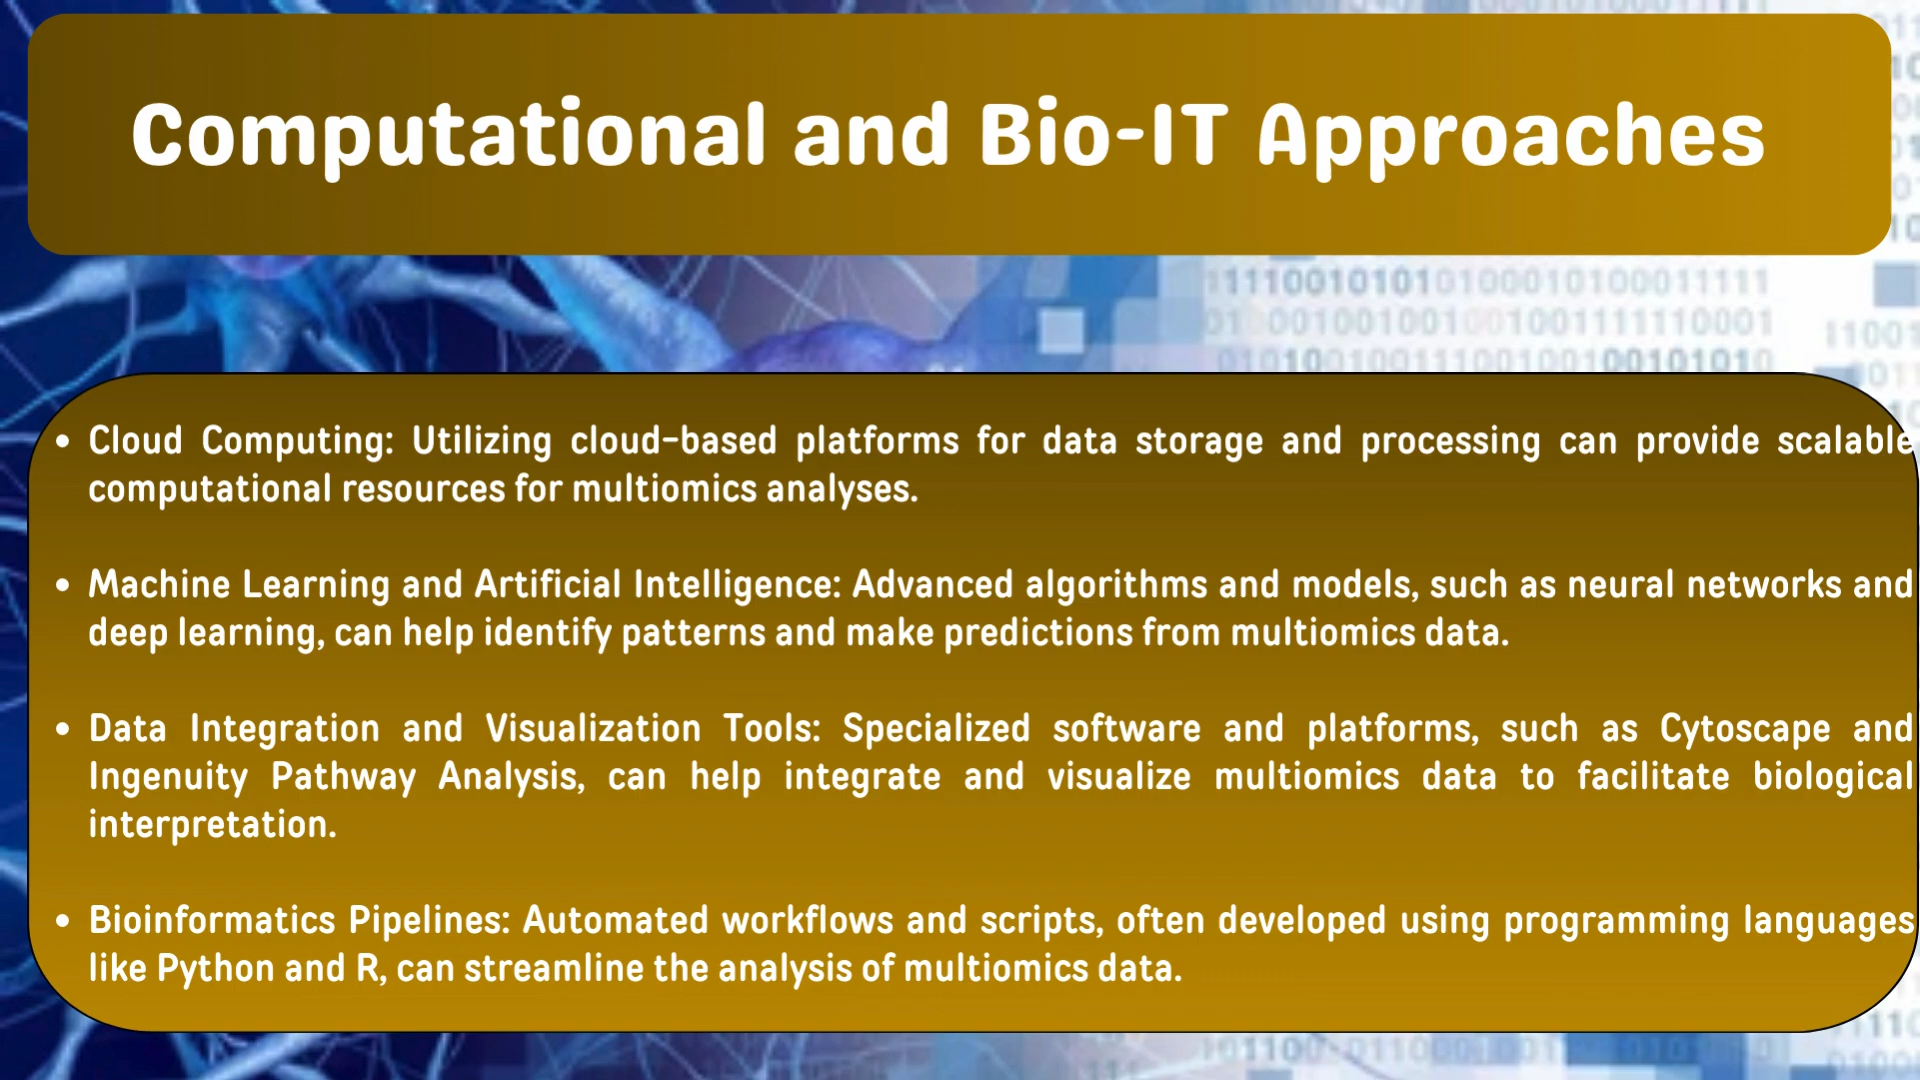 Computational and Bio-IT Approaches
11110010101010001010001​1111
• Cloud Computing: Utilizing cloud-based platforms for data storage and processing can provide scalable
computational resources for multiomics analyses.
• Machine Learning and Artificial Intelligence: Advanced algorithms and models, such as neural networks and
deep learning, can help identify patterns and make predictions from multiomics data.
• Data Integration and Visualization Tools: Specialized software and platforms, such as Cytoscape and
Ingenuity Pathway Analysis, can help integrate and visualize multiomics data to facilitate biological
interpretation.
• Bioinformatics Pipelines: Automated workflows and scripts, often developed using programming languages
like Python and R, can streamline the analysis of multiomics data.